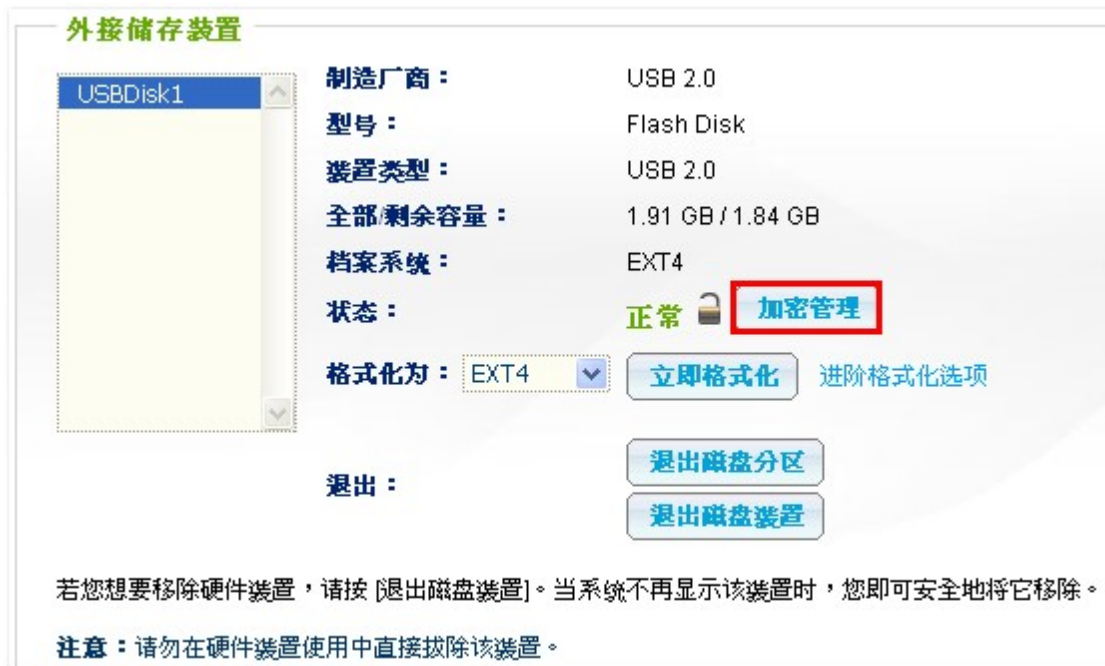 外接储存装置
USBDisk1
制造厂商： USB 2.0
型号： Flash Disk
装置类型： USB 2.0
全部/剩余容量： 1.91 GB / 1.84 GB
档案系统： EXT4
状态： 正常 加密管理
格式化为： EXT4 立即格式化 进阶格式化选项
退出： 退出磁盘分区
退出磁盘装置
若您想要移除硬件装置，请按 [退出磁盘装置]。当系统不再显示该装置时，您即可安全地将它移除。
注意：请勿在硬件装置使用中直接拔除该装置。